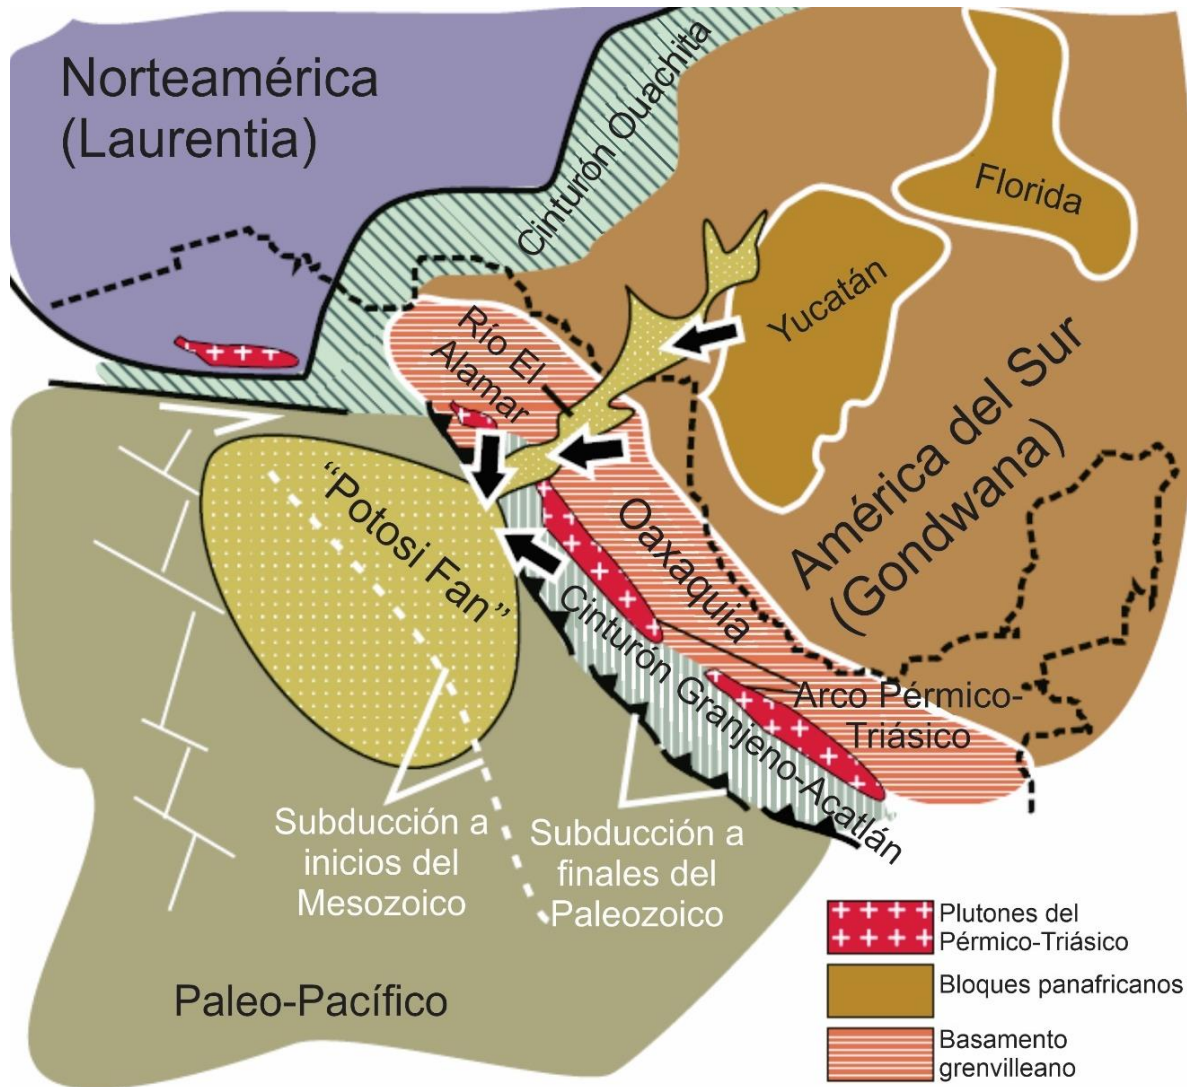 Norteamérica
(Laurentia)
Cinturón Ouachita
Florida
Yucatán
Río El
Alamar
América del Sur
(Gondwana)
“Potosi Fan”
Oaxaquia
Cinturón Granjeno-Acatlán
Arco Pérmico-
Triásico
Subducción a
inicios del
Mesozoico
Subducción a
finales del
Paleozoico
Paleo-Pacífico
Plutones del
Pérmico-Triásico
Bloques panafricanos
Basamento
grenvilleano